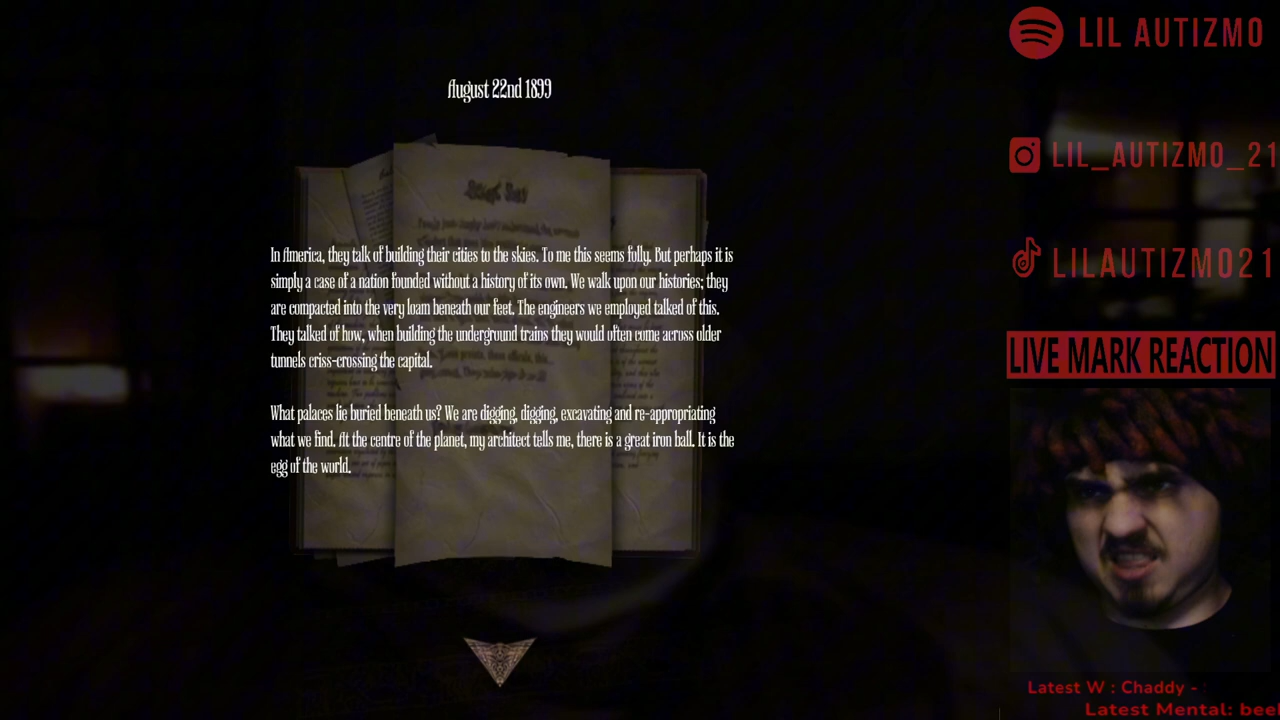 August 22nd 1899
In America, they talk of building their cities to the skies. To me this seems folly. But perhaps it is
simply a case of a nation founded without a history of its own. We walk upon our histories; they
are compacted into the very loam beneath our feet. The engineers we employed talked of this.
They talked of how, when building the underground trains they would often come across older
tunnels criss-crossing the capital.
What palaces lie buried beneath us? We are digging, digging, excavating and re-appropriating
what we find. At the centre of the planet, my architect tells me, there is a great iron ball. It is the
egg of the world.
LIL AUTIZMO
LIL_AUTIZMO_21
LILAUTIZMO21
LIVE MARK REACTION
Latest W : Chaddy -
Latest Mental: bee